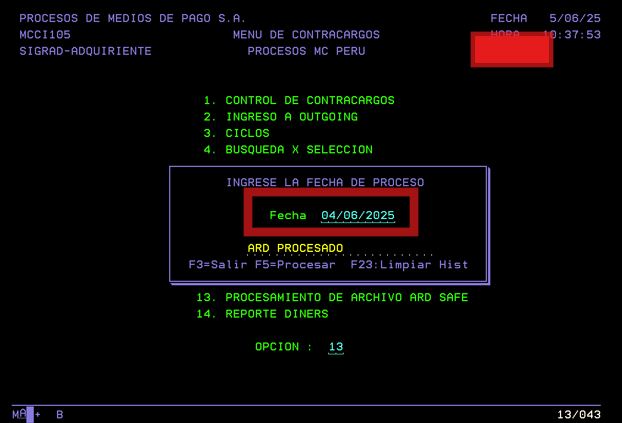 PROCESOS DE MEDIOS DE PAGO S.A. FECHA 5/06/25
MCCI105 MENU DE CONTRACARGOS HORA 10:37:53
SIGRAD-ADQUIRIENTE PROCESOS MC PERU
1. CONTROL DE CONTRACARGOS
2. INGRESO A OUTGOING
3. CICLOS
4. BUSQUEDA X SELECCION
INGRESE LA FECHA DE PROCESO
Fecha 04/06/2025
ARD PROCESADO
F3=Salir F5=Procesar F23:Limpiar Hist
13. PROCESAMIENTO DE ARCHIVO ARD SAFE
14. REPORTE DINERS
OPCION : 13
MA + B 13/043